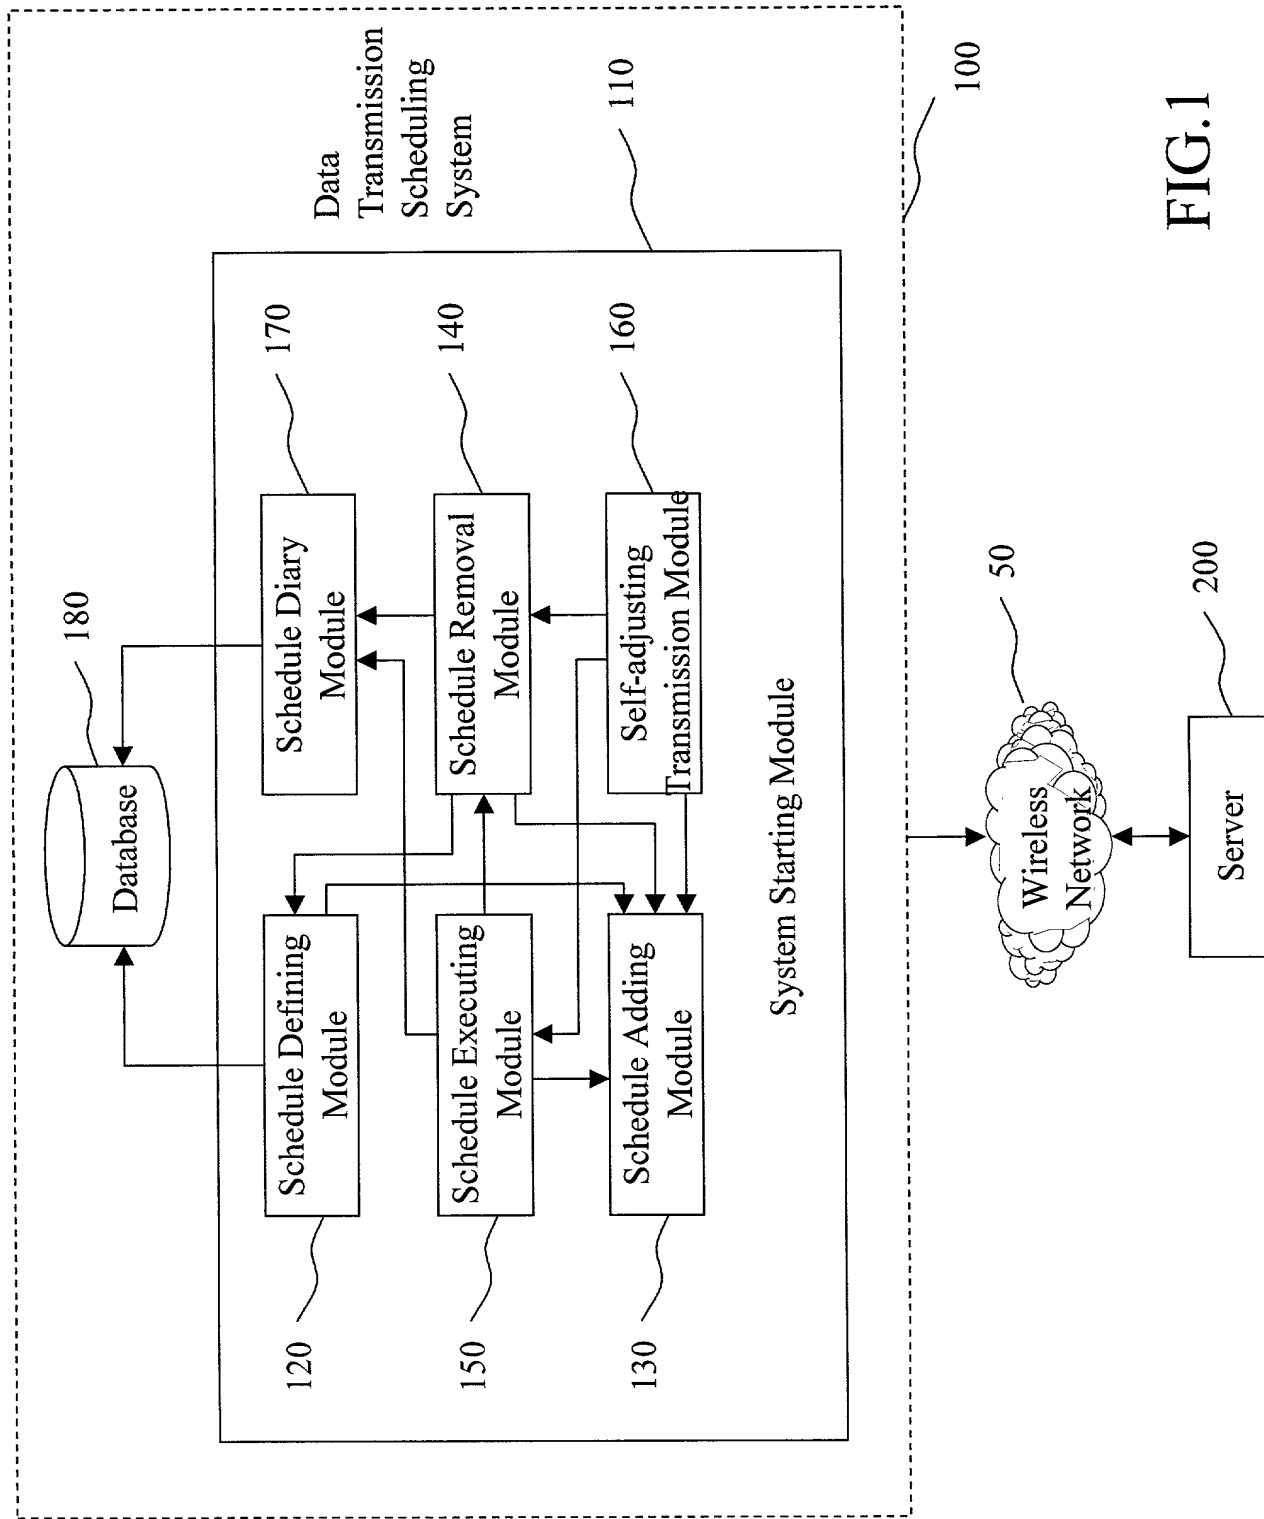 180
Database
Data
Transmission
Scheduling
System
120
Schedule Defining
Module
Schedule Diary
Module
170
150
Schedule Executing
Module
Schedule Removal
Module
140
130
Schedule Adding
Module
Self-adjusting
Transmission Module
160
110
System Starting Module
100
Wireless
Network
50
Server
200
FIG.1